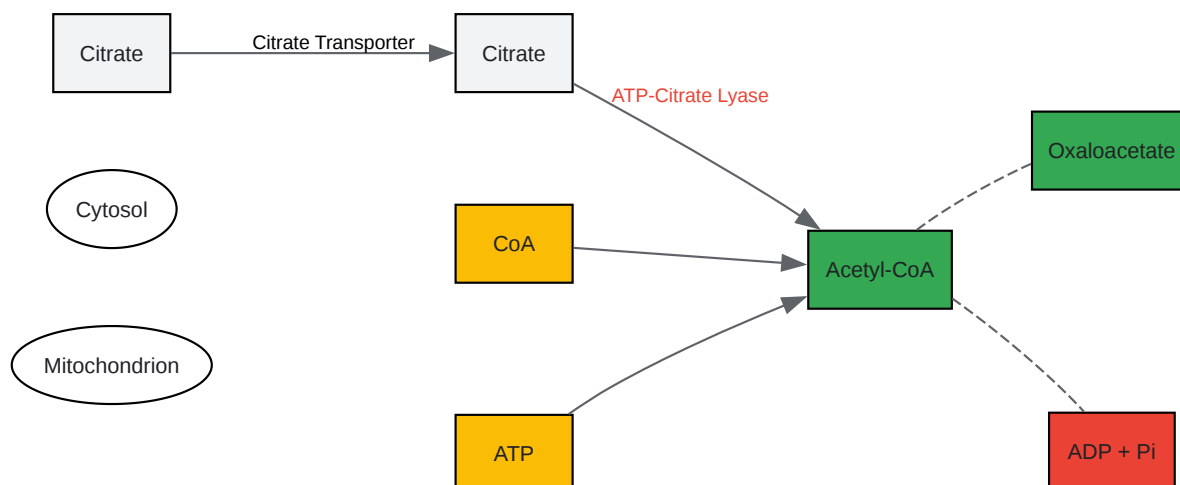 Citrate
Citrate Transporter
Citrate
ATP-Citrate Lyase
Oxaloacetate
Cytosol
CoA
Acetyl-CoA
Mitochondrion
ATP
ADP + Pi